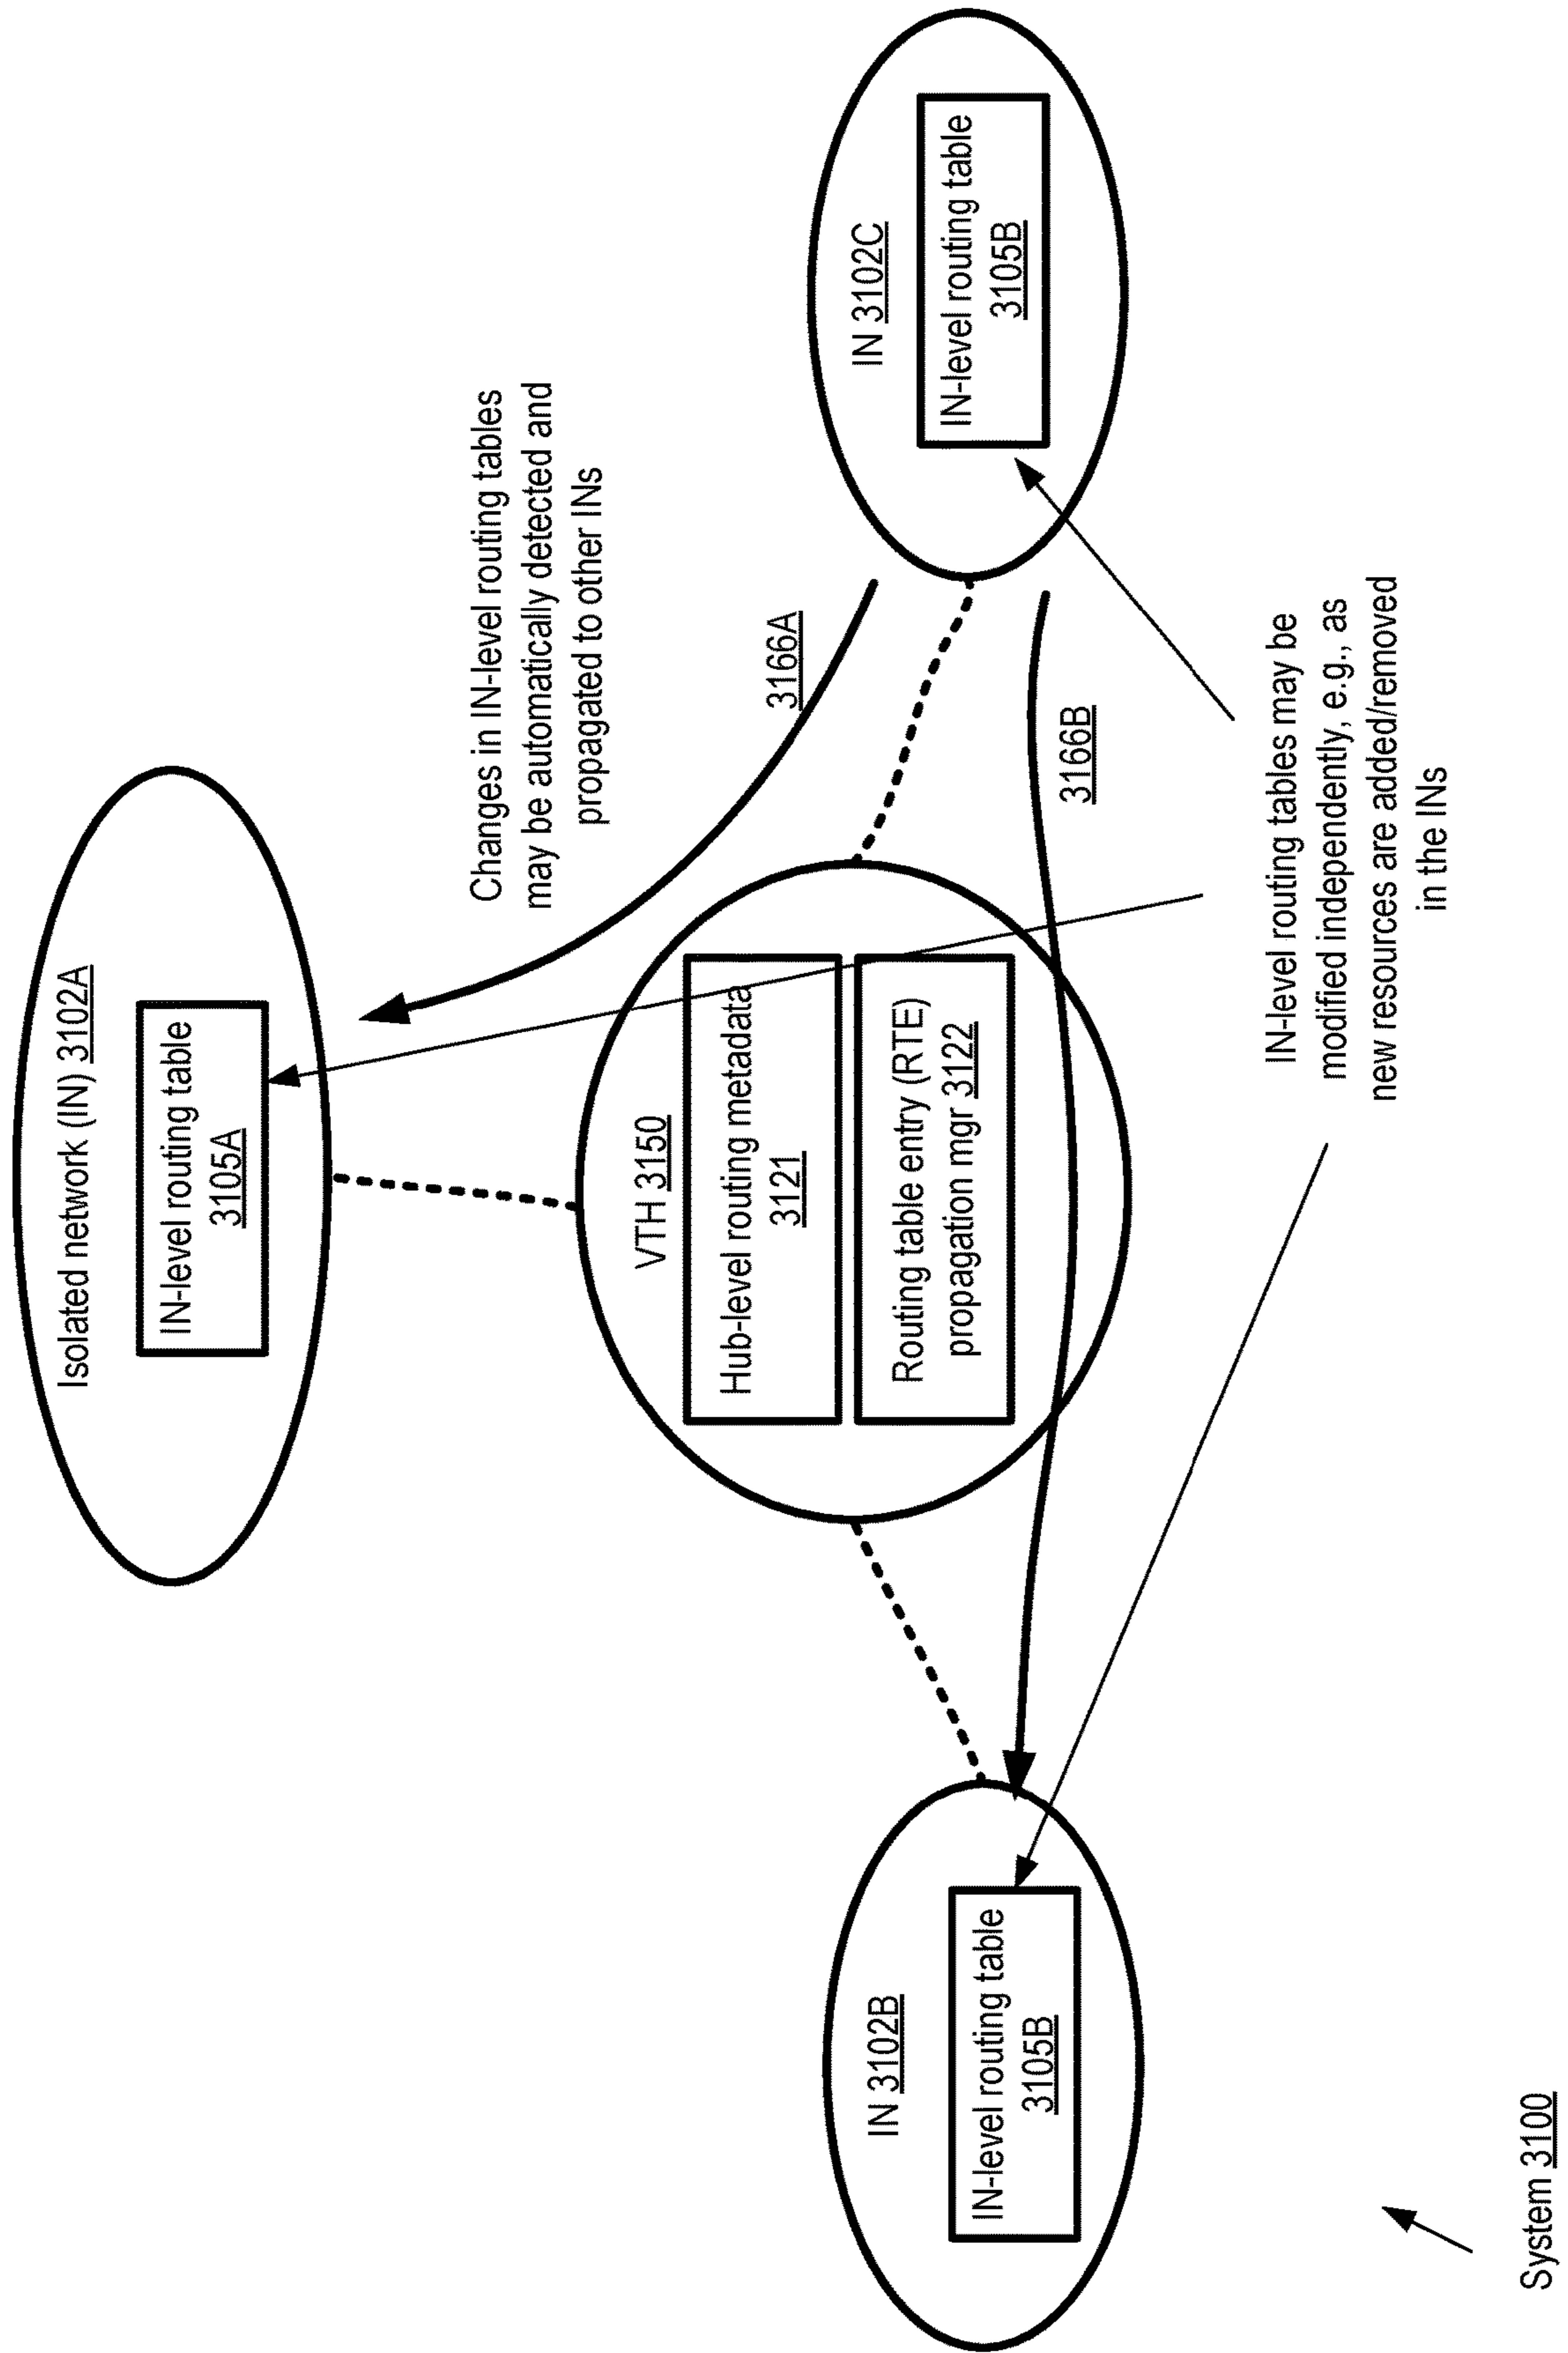 Isolated network (IN) 3102A
IN-level routing table
3105A
Changes in IN-level routing tables
may be automatically detected and
propagated to other INs
3166A
VTH 3150
Hub-level routing metadata
3121
Routing table entry (RTE)
propagation mgr 3122
IN 3102B
IN-level routing table
3105B
IN 3102C
IN-level routing table
3105B
3166B
IN-level routing tables may be
modified independently, e.g., as
new resources are added/removed
in the INs
System 3100